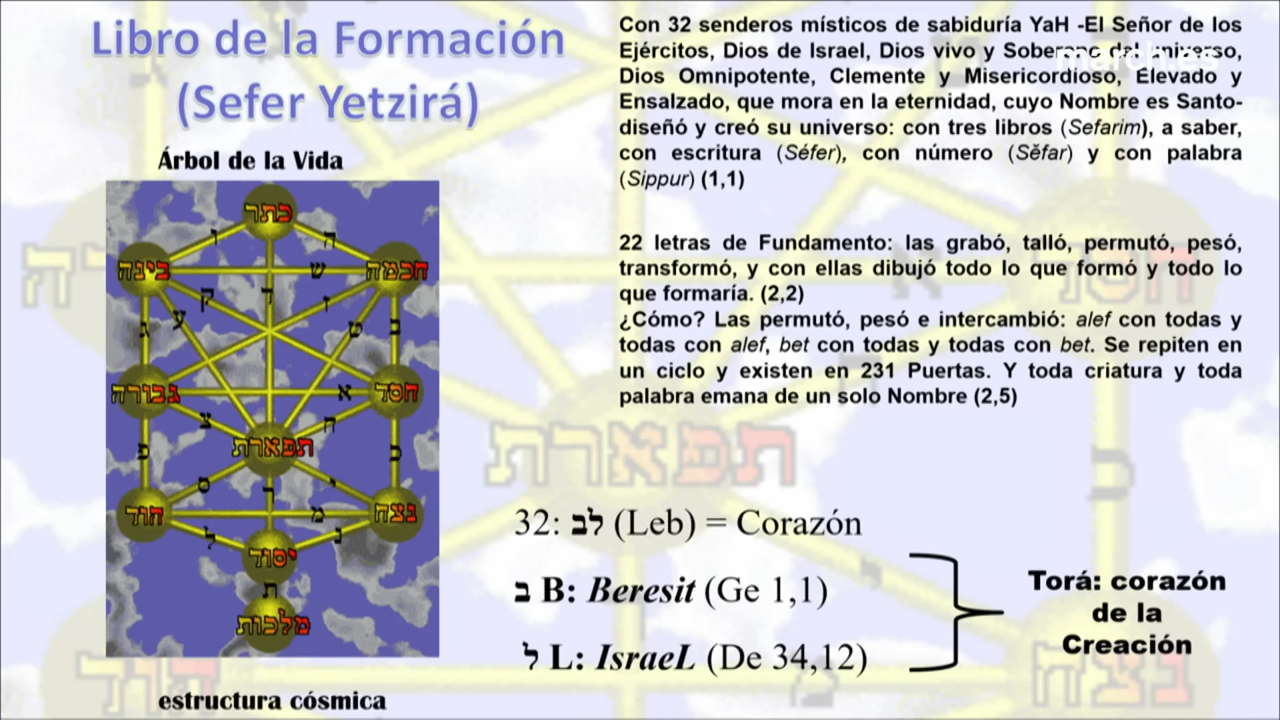 Libro de la Formación
(Sefer Yetzirá)
Árbol de la Vida
כתר
ו
ה
בינה
ש
חכמה
ק
ד
ז
ג
ע
ט
ב
גבורה
א
חסד
צ
ח
תפארת
פ
כ
ס
ר
י
הוד
מ
נצח
ל
נ
יסוד
ת
מלכות
estructura cósmica
march.es
Con 32 senderos místicos de sabiduría YaH -El Señor de los
Ejércitos, Dios de Israel, Dios vivo y Soberano del universo,
Dios Omnipotente, Clemente y Misericordioso, Elevado y
Ensalzado, que mora en la eternidad, cuyo Nombre es Santo-
diseñó y creó su universo: con tres libros (Sefarim), a saber,
con escritura (Séfer), con número (Sĕfar) y con palabra
(Sippur) (1,1)
22 letras de Fundamento: las grabó, talló, permutó, pesó,
transformó, y con ellas dibujó todo lo que formó y todo lo
que formaría. (2,2)
¿Cómo? Las permutó, pesó e intercambió: alef con todas y
todas con alef, bet con todas y todas con bet. Se repiten en
un ciclo y existen en 231 Puertas. Y toda criatura y toda
palabra emana de un solo Nombre (2,5)
32: לב (Leb) = Corazón
ב B: Beresit (Ge 1,1)
ל L: IsraeL (De 34,12)
Torá: corazón
de la
Creación